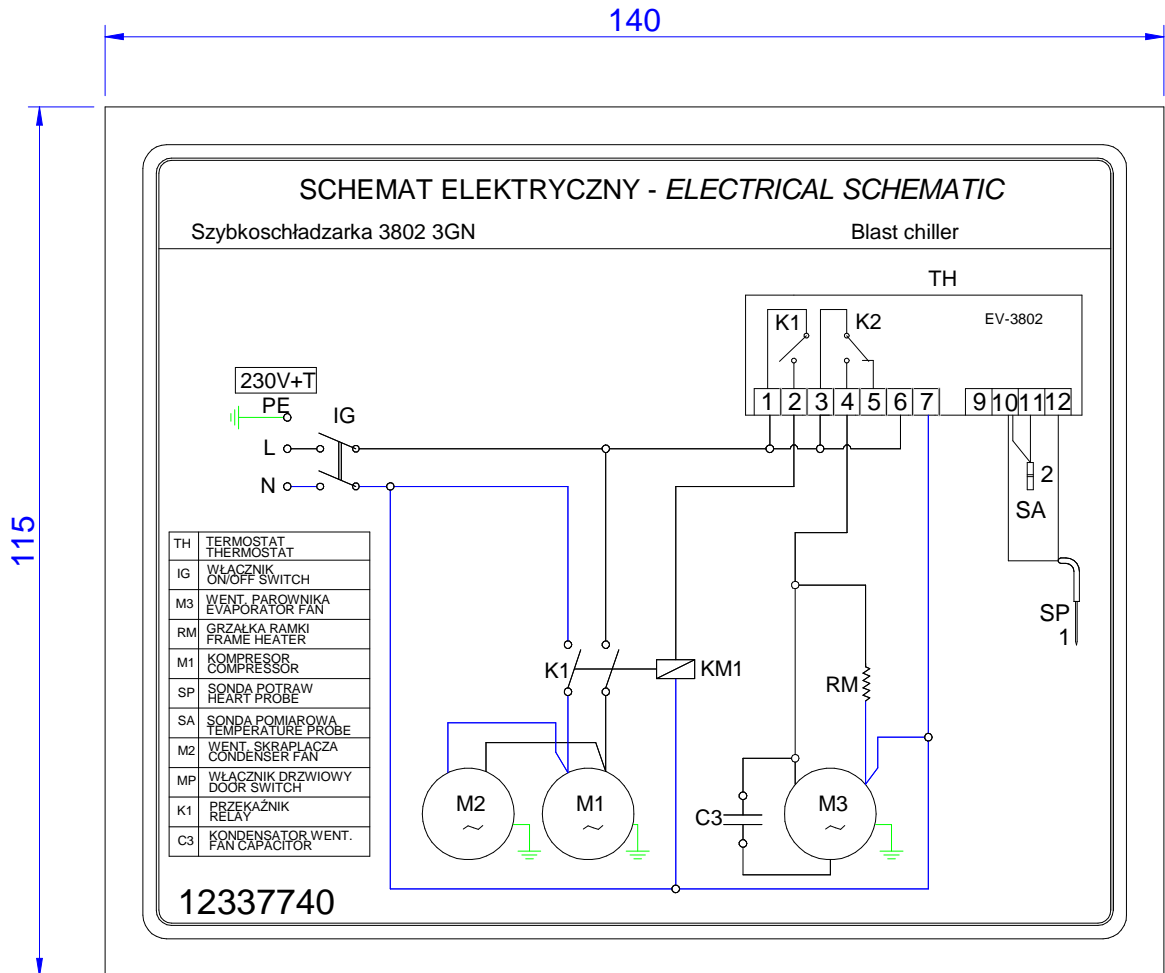 140
115
SCHEMAT ELEKTRYCZNY - ELECTRICAL SCHEMATIC
Szybkoschładzarka 3802 3GN Blast chiller
TH
K1 K2 EV-3802
1 2 3 4 5 6 7 9 10 11 12
230V+T
PE
IG
L
N
2
SA
SP
1
K1
KM1
RM
M2
M1
C3
M3
TH TERMOSTAT
THERMOSTAT
IG WŁĄCZNIK
ON/OFF SWITCH
M3 WENT. PAROWNIKA
EVAPORATOR FAN
RM GRZAŁKA RAMKI
FRAME HEATER
M1 KOMPRESOR
COMPRESSOR
SP SONDA POTRAW
HEART PROBE
SA SONDA POMIAROWA
TEMPERATURE PROBE
M2 WENT. SKRAPLACZA
CONDENSER FAN
MP WŁĄCZNIK DRZWIOWY
DOOR SWITCH
K1 PRZEKAŹNIK
RELAY
C3 KONDENSATOR WENT.
FAN CAPACITOR
12337740